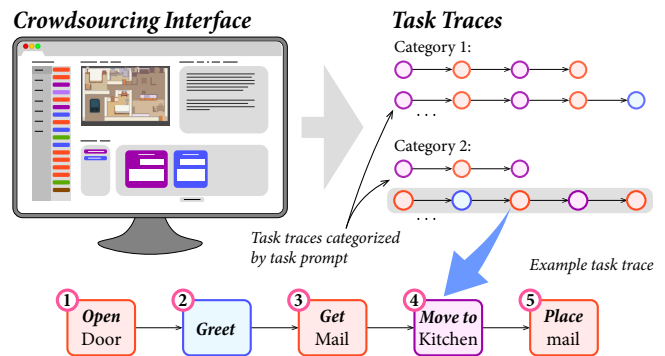 Crowdsourcing Interface
Task Traces
Category 1:
. . .
Category 2:
. . .
Task traces categorized
by task prompt
Example task trace
1
Open
Door
2
Greet
3
Get
Mail
4
Move to
Kitchen
5
Place
mail